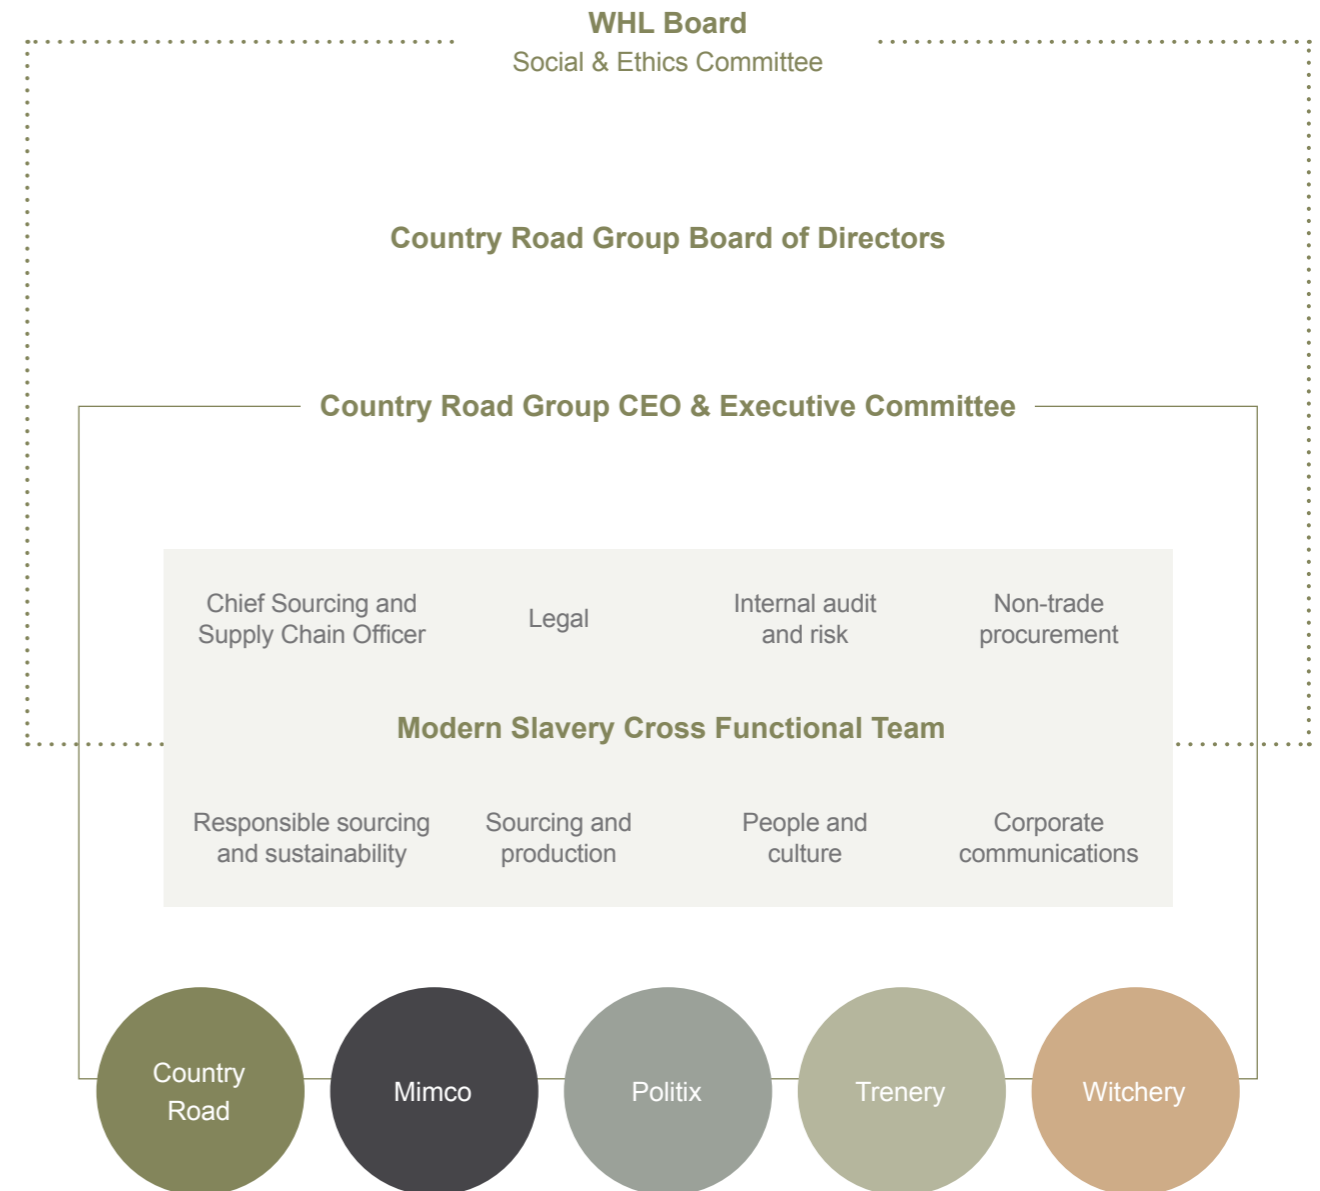 WHL Board
Social & Ethics Committee
Country Road Group Board of Directors
Country Road Group CEO & Executive Committee
Chief Sourcing and
Supply Chain Officer
Legal
Internal audit
and risk
Non-trade
procurement
Modern Slavery Cross Functional Team
Responsible sourcing
and sustainability
Sourcing and
production
People and
culture
Corporate
communications
Country
Road
Mimco
Politix
Trenery
Witchery